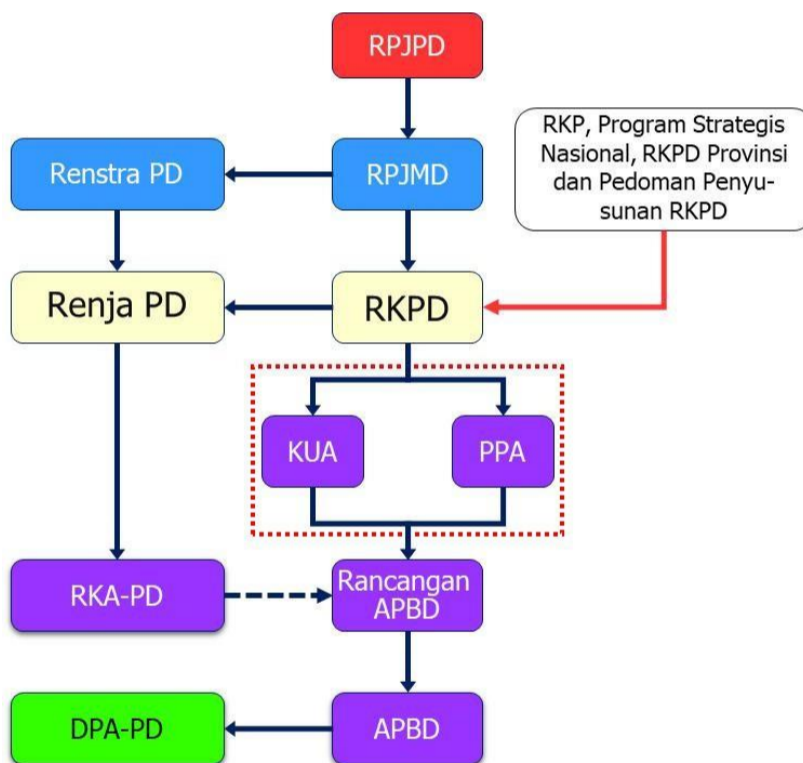 RPJPD
RKP, Program Strategis
Nasional, RKPD Provinsi
dan Pedoman Penyu-
sunan RKPD
Renstra PD
RPJMD
Renja PD
RKPD
KUA
PPA
RKA-PD
Rancangan
APBD
DPA-PD
APBD